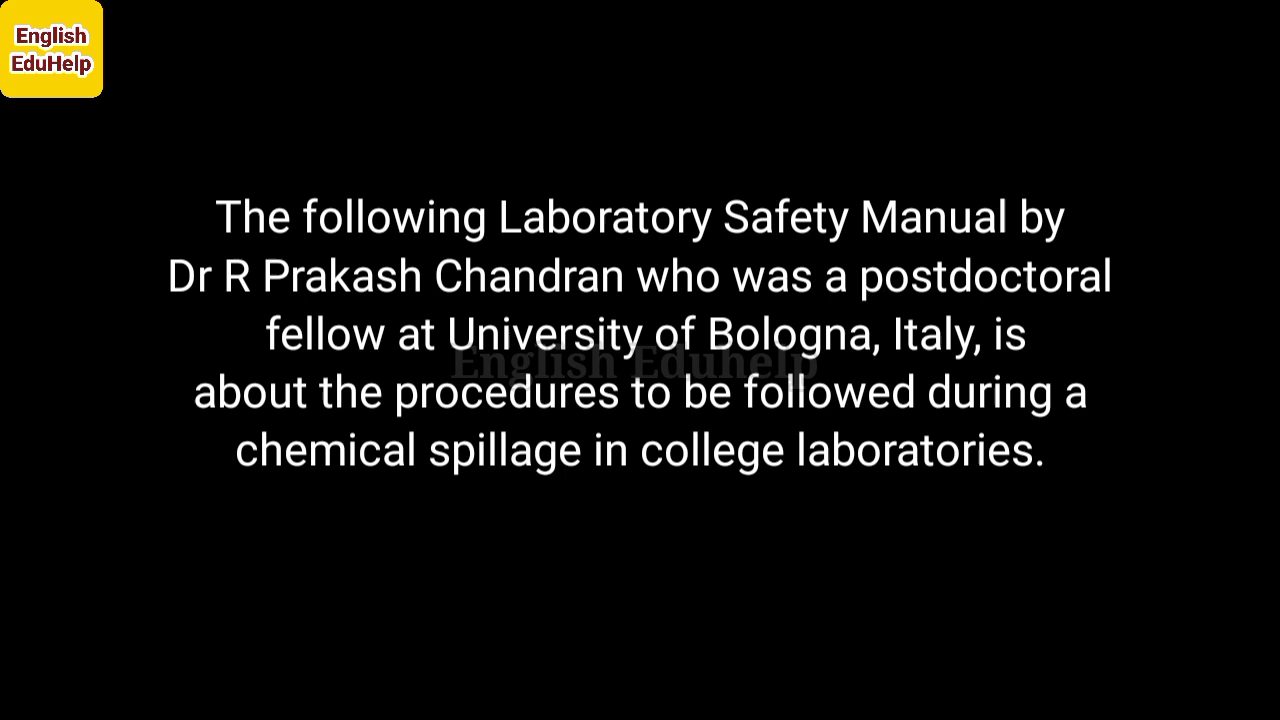 English
EduHelp
The following Laboratory Safety Manual by
Dr R Prakash Chandran who was a postdoctoral
fellow at University of Bologna, Italy, is
English Eduhelp
about the procedures to be followed during a
chemical spillage in college laboratories.